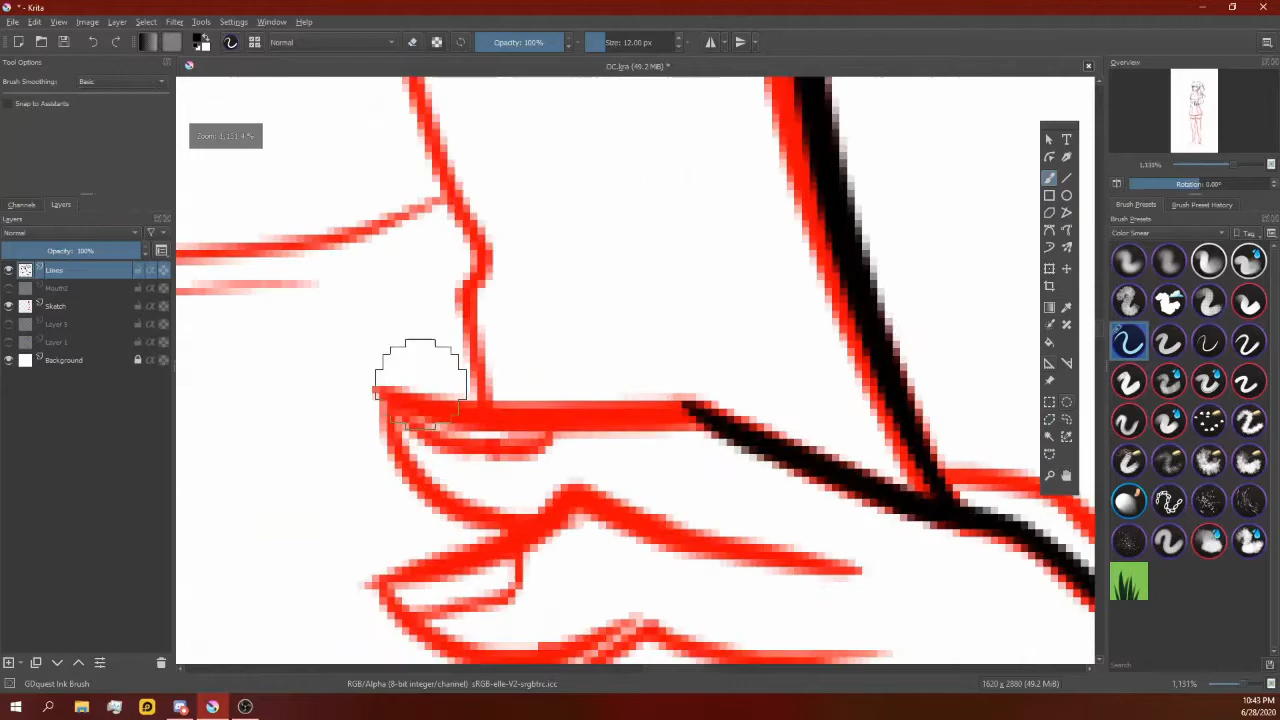 * - Krita
File Edit View Image Layer Select Filter Tools Settings Window Help
Normal Opacity: 100% Size: 12.00 px
Tool Options OC.kra (49.2 MiB) * Overview
Brush Smoothing: Basic
Snap to Assistants
Zoom: 1,131.4 %
1,131%
Rotation: 0.00°
Channels Layers Brush Presets Brush Preset History
Layers Brush Presets
Normal Color Smear Tag
Opacity: 100%
Lines
Mouth2
Sketch
Layer 3
Layer 1
Background
Search
GDquest Ink Brush RGB/Alpha (8-bit integer/channel) sRGB-elle-V2-srgbtrc.icc 1620 x 2880 (49.2 MiB) 1,131%
10:43 PM
6/28/2020